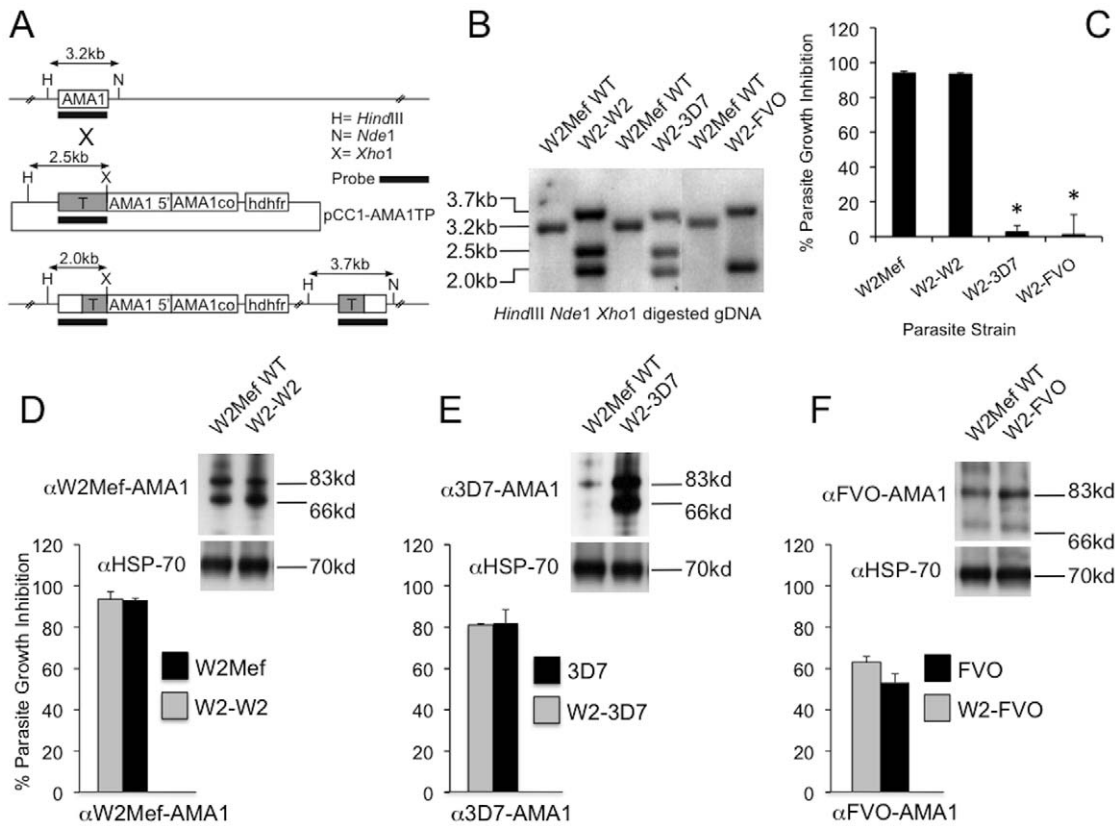 A
3.2kb
H
N
AMA1
X
H= HindIII
N= Nde1
X= Xho1
Probe
2.5kb
H
X
T
AMA1 5'
AMA1co
hdhfr
pCC1-AMA1TP
2.0kb
H
X
T
AMA1 5'
AMA1co
hdhfr
3.7kb
H
N
T
B
W2Mef WT
W2-W2
W2Mef WT
W2-3D7
W2Mef WT
W2-FVO
3.7kb
3.2kb
2.5kb
2.0kb
HindIII Nde1 Xho1 digested gDNA
C
% Parasite Growth Inhibition
120
100
80
60
40
20
0
*
*
W2Mef
W2-W2
W2-3D7
W2-FVO
Parasite Strain
D
W2Mef WT
W2-W2
αW2Mef-AMA1
83kd
66kd
αHSP-70
70kd
% Parasite Growth Inhibition
120
100
80
60
40
20
0
W2Mef
W2-W2
αW2Mef-AMA1
E
W2Mef WT
W2-3D7
α3D7-AMA1
83kd
66kd
αHSP-70
70kd
120
100
80
60
40
20
0
3D7
W2-3D7
α3D7-AMA1
F
W2Mef WT
W2-FVO
αFVO-AMA1
83kd
66kd
αHSP-70
70kd
120
100
80
60
40
20
0
FVO
W2-FVO
αFVO-AMA1